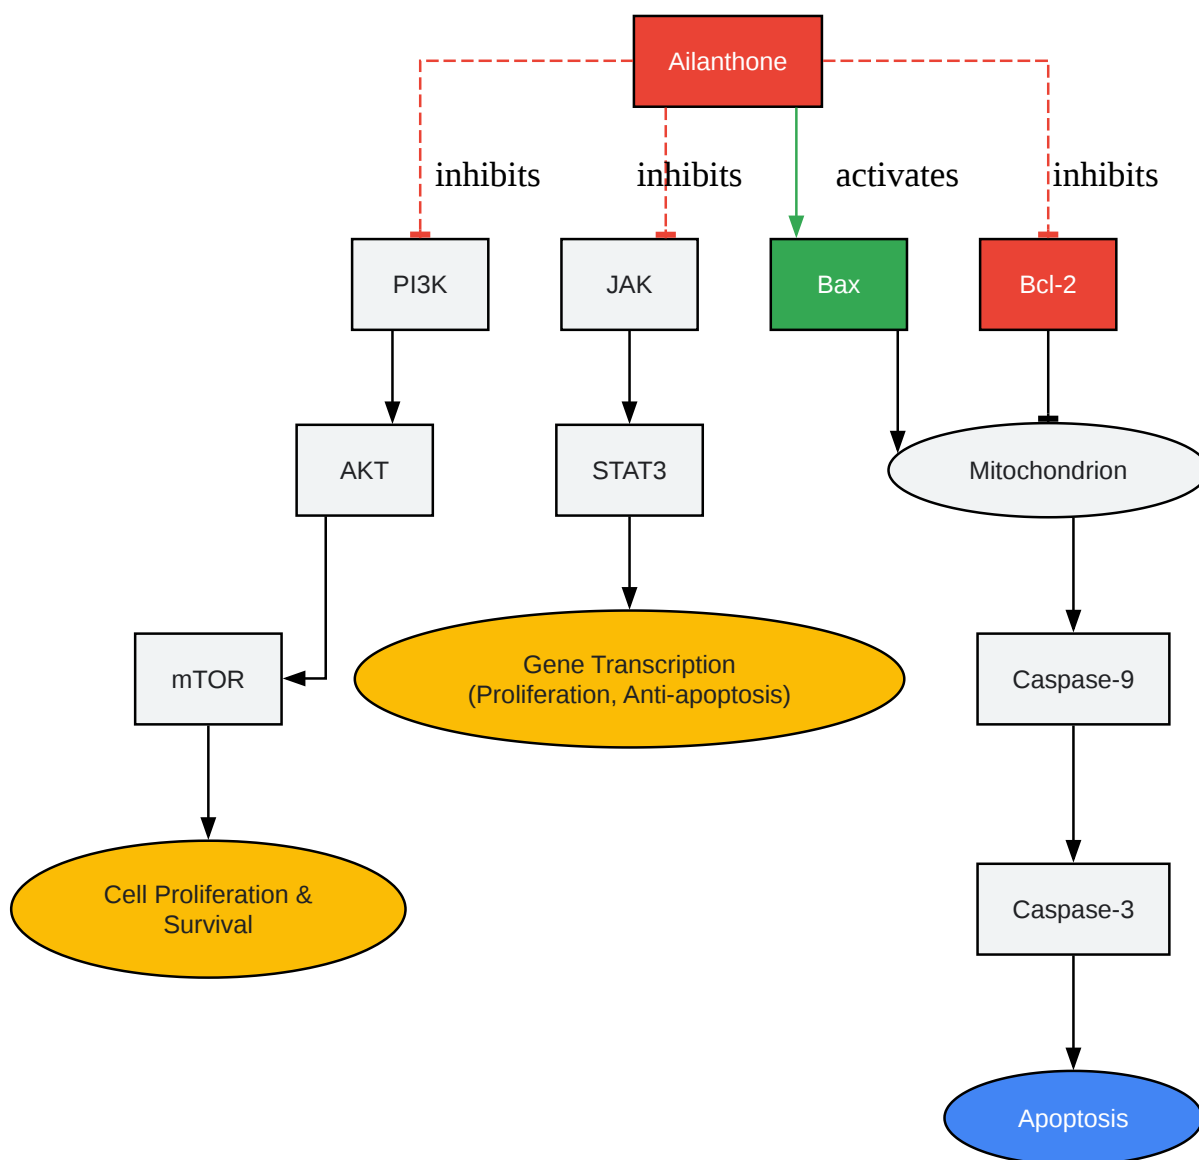 Ailanthone
inhibits
inhibits
activates
inhibits
PI3K
JAK
Bax
Bcl-2
AKT
STAT3
Mitochondrion
mTOR
Gene Transcription
(Proliferation, Anti-apoptosis)
Caspase-9
Cell Proliferation &
Survival
Caspase-3
Apoptosis